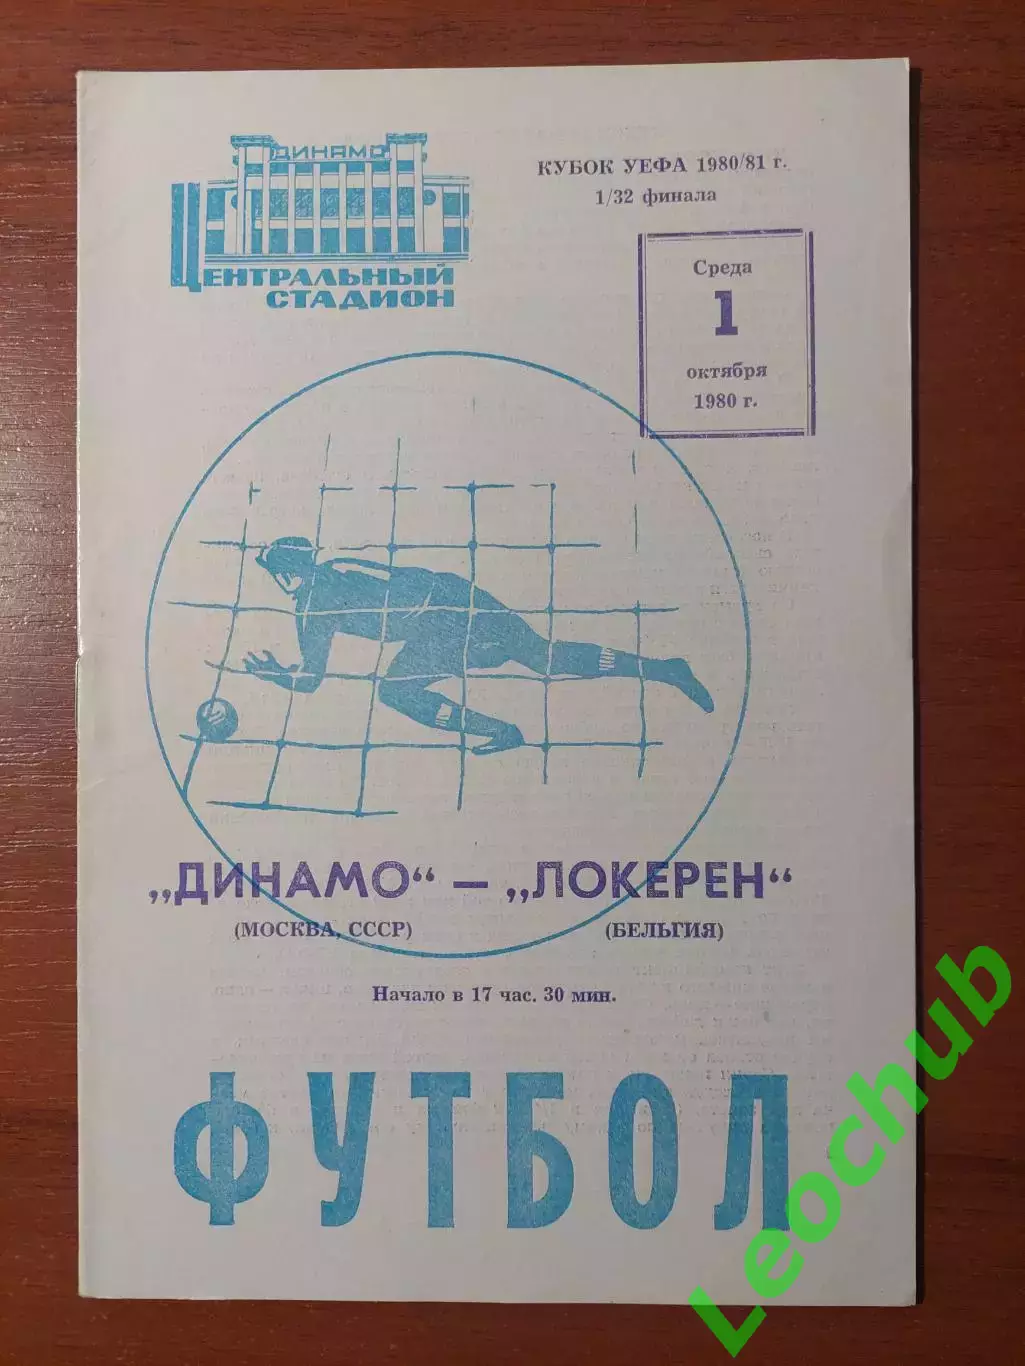 ДИНАМО
ЦЕНТРАЛЬНЫЙ
СТАДИОН
КУБОК УЕФА 1980/81 г.
1/32 финала
Среда
1
октября
1980 г.
„ДИНАМО“ — „ЛОКЕРЕН“
(МОСКВА, СССР) (БЕЛЬГИЯ)
Начало в 17 час. 30 мин.
ФУТБОЛ
Leochub